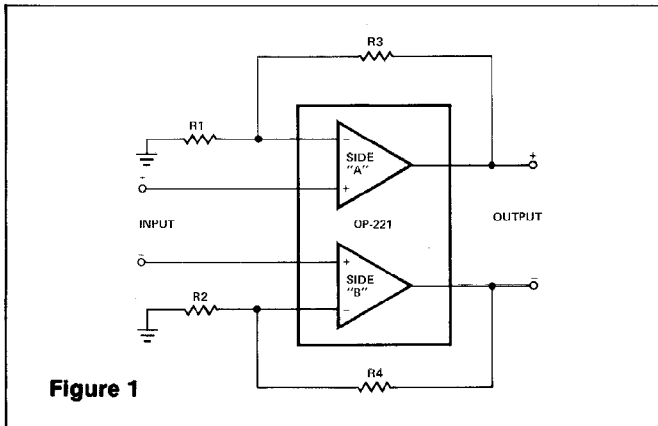 R3
R1
−
SIDE
"A"
+
+
+
INPUT
OP-221
OUTPUT
−
+
−
SIDE
"B"
R2
−
R4
Figure 1